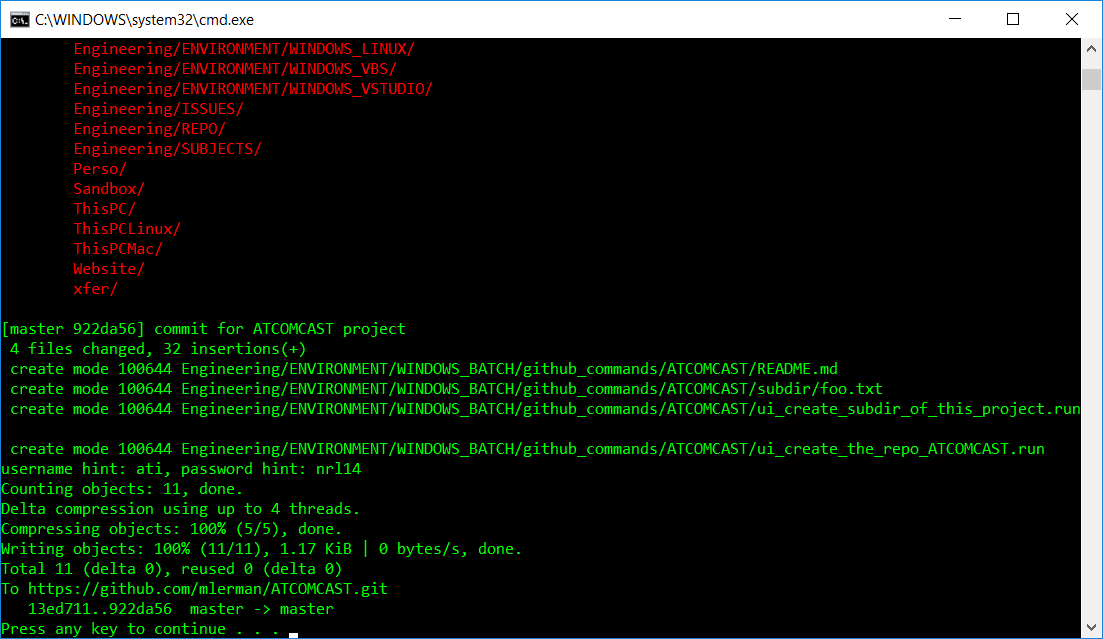 C:\WINDOWS\system32\cmd.exe
Engineering/ENVIRONMENT/WINDOWS_LINUX/
Engineering/ENVIRONMENT/WINDOWS_VBS/
Engineering/ENVIRONMENT/WINDOWS_VSTUDIO/
Engineering/ISSUES/
Engineering/REPO/
Engineering/SUBJECTS/
Perso/
Sandbox/
ThisPC/
ThisPCLinux/
ThisPCMac/
Website/
xfer/
[master 922da56] commit for ATCOMCAST project
4 files changed, 32 insertions(+)
create mode 100644 Engineering/ENVIRONMENT/WINDOWS_BATCH/github_commands/ATCOMCAST/README.md
create mode 100644 Engineering/ENVIRONMENT/WINDOWS_BATCH/github_commands/ATCOMCAST/subdir/foo.txt
create mode 100644 Engineering/ENVIRONMENT/WINDOWS_BATCH/github_commands/ATCOMCAST/ui_create_subdir_of_this_project.run
create mode 100644 Engineering/ENVIRONMENT/WINDOWS_BATCH/github_commands/ATCOMCAST/ui_create_the_repo_ATCOMCAST.run
username hint: ati, password hint: nrl14
Counting objects: 11, done.
Delta compression using up to 4 threads.
Compressing objects: 100% (5/5), done.
Writing objects: 100% (11/11), 1.17 KiB | 0 bytes/s, done.
Total 11 (delta 0), reused 0 (delta 0)
To https://github.com/mlerman/ATCOMCAST.git
13ed711..922da56  master -> master
Press any key to continue . . .